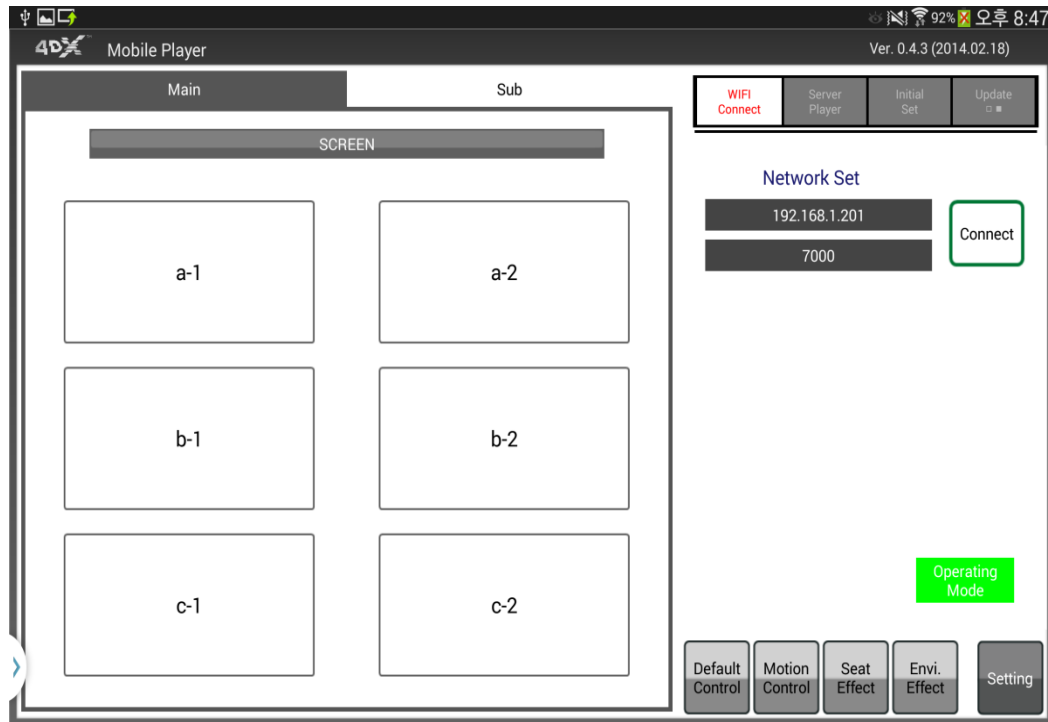 92% 오후 8:47
4DX™ Mobile Player Ver. 0.4.3 (2014.02.18)
Main Sub
SCREEN
a-1 a-2
b-1 b-2
c-1 c-2
WIFI
Connect
Server
Player
Initial
Set
Update
Network Set
192.168.1.201
7000
Connect
Operating
Mode
Default
Control
Motion
Control
Seat
Effect
Envi.
Effect
Setting